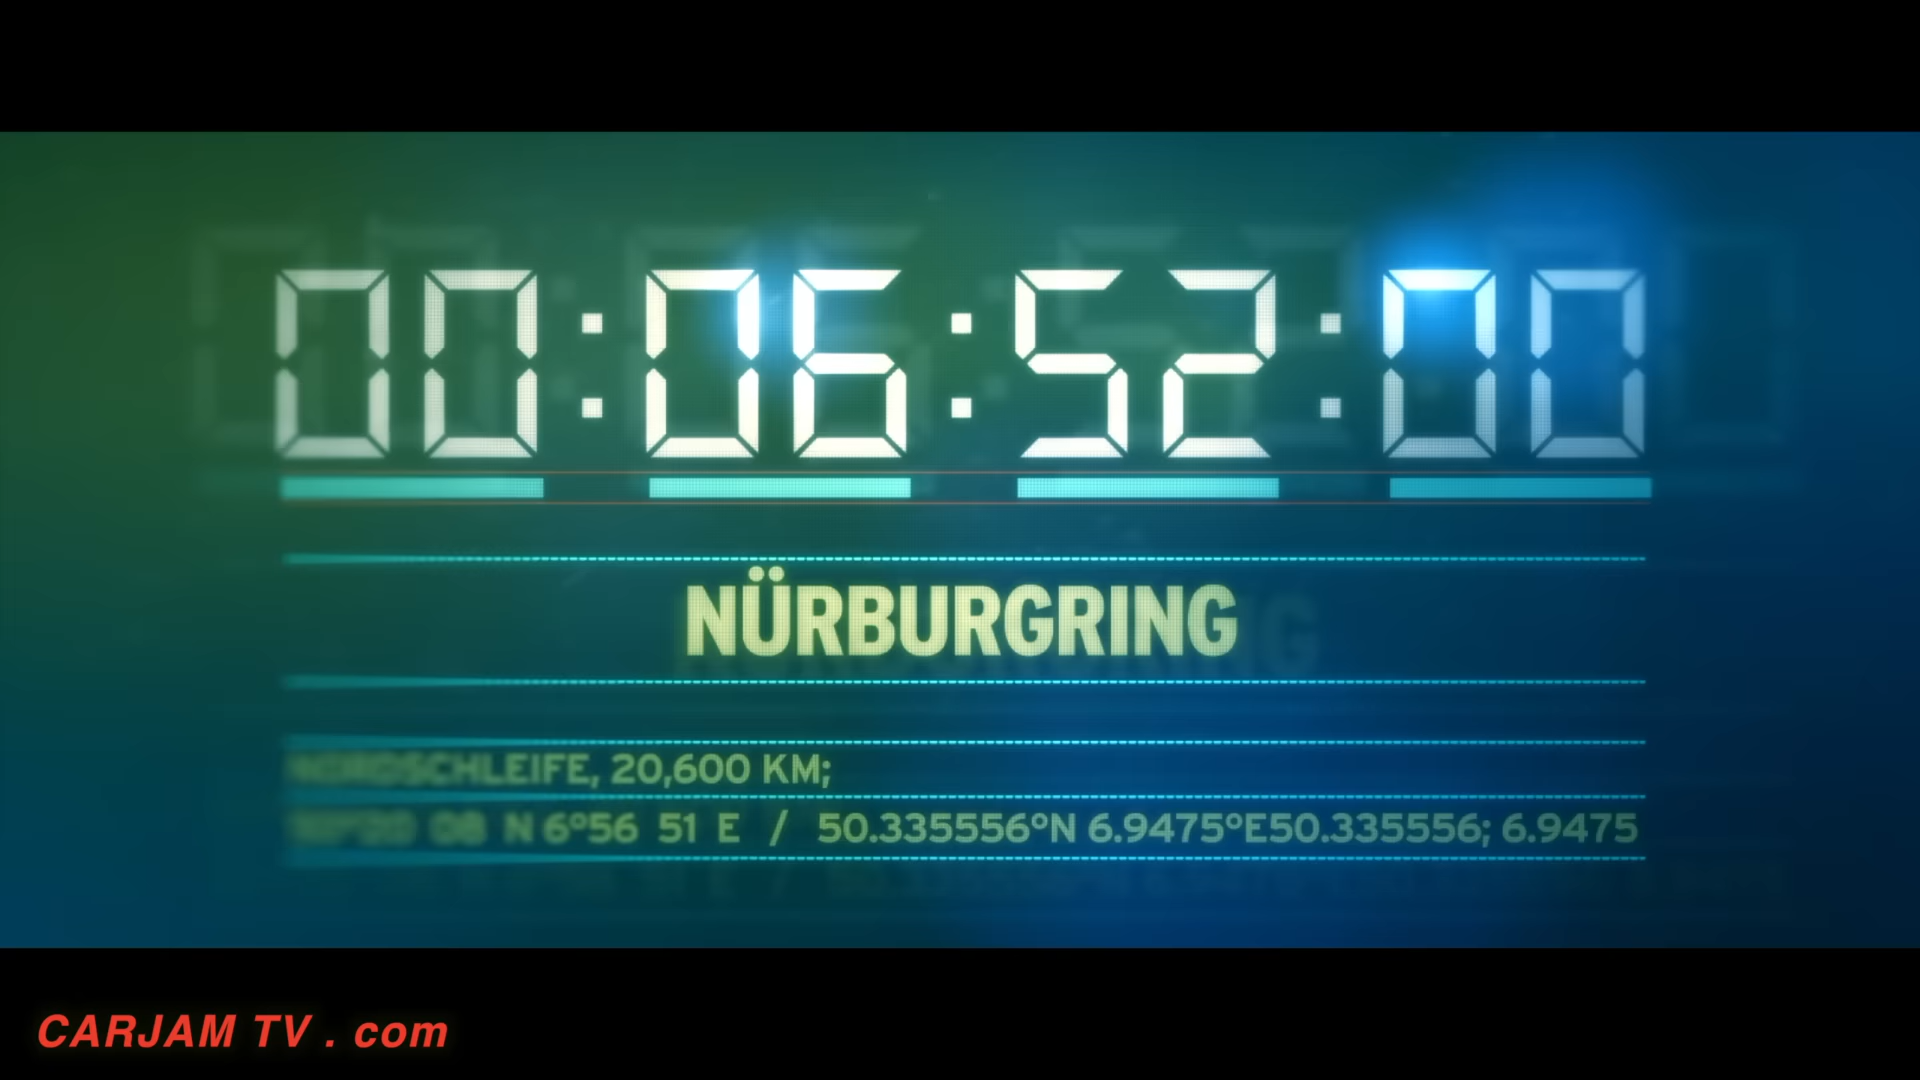 00:06:52:00
NÜRBURGRING
NORDSCHLEIFE, 20,600 KM;
N 6°56 51 E / 50.335556°N 6.9475°E50.335556; 6.9475
CARJAM TV . com